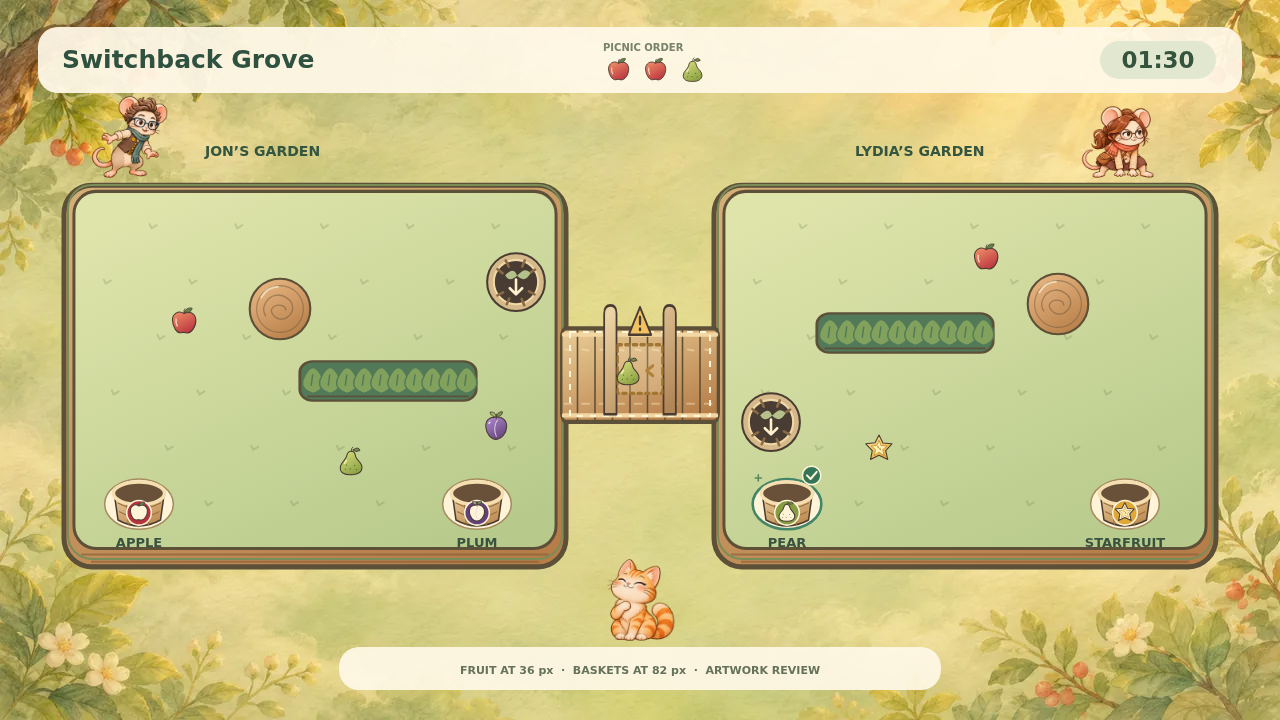 Switchback Grove
PICNIC ORDER
01:30
JON’S GARDEN
LYDIA’S GARDEN
APPLE
PLUM
PEAR
STARFRUIT
FRUIT AT 36 px · BASKETS AT 82 px · ARTWORK REVIEW